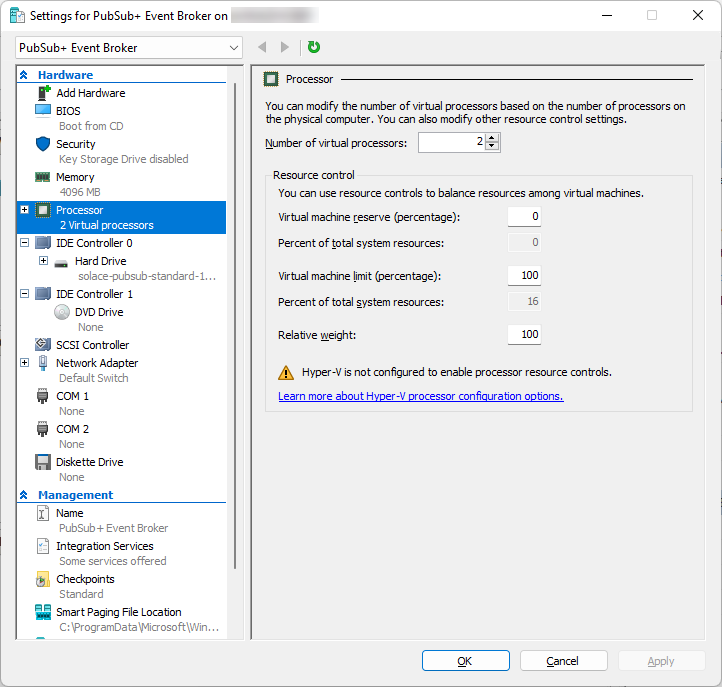 Settings for PubSub+ Event Broker on
PubSub+ Event Broker
Hardware
Add Hardware
BIOS
Boot from CD
Security
Key Storage Drive disabled
Memory
4096 MB
Processor
2 Virtual processors
IDE Controller 0
Hard Drive
solace-pubsub-standard-1...
IDE Controller 1
DVD Drive
None
SCSI Controller
Network Adapter
Default Switch
COM 1
None
COM 2
None
Diskette Drive
None
Management
Name
PubSub+ Event Broker
Integration Services
Some services offered
Checkpoints
Standard
Smart Paging File Location
C:\ProgramData\Microsoft\Win...
Processor
You can modify the number of virtual processors based on the number of processors on
the physical computer. You can also modify other resource control settings.
Number of virtual processors: 2
Resource control
You can use resource controls to balance resources among virtual machines.
Virtual machine reserve (percentage): 0
Percent of total system resources: 0
Virtual machine limit (percentage): 100
Percent of total system resources: 16
Relative weight: 100
Hyper-V is not configured to enable processor resource controls.
Learn more about Hyper-V processor configuration options.
OK Cancel Apply